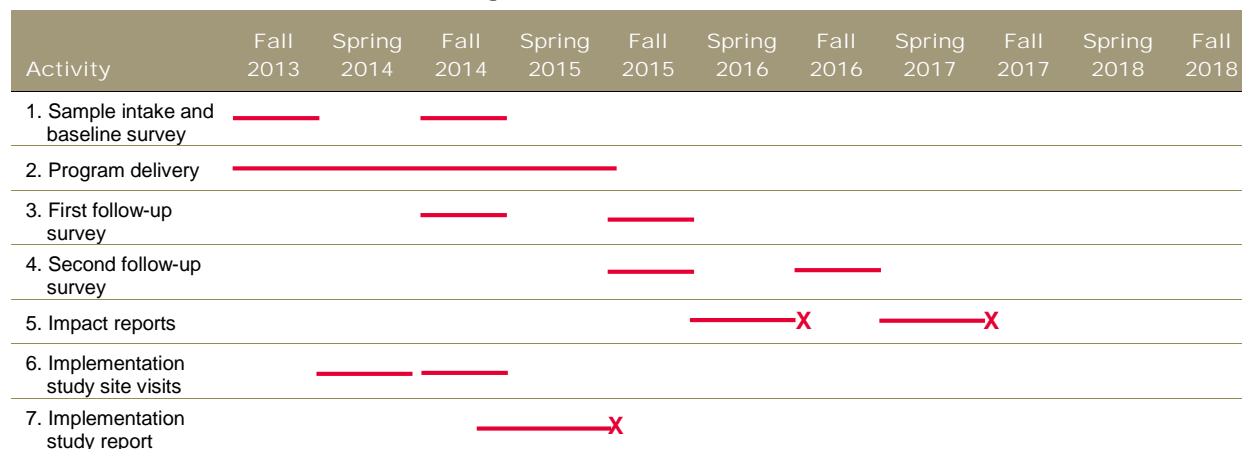 Fall Spring Fall Spring Fall Spring Fall Spring Fall Spring Fall
Activity 2013 2014 2014 2015 2015 2016 2016 2017 2017 2018 2018
1. Sample intake and
baseline survey
2. Program delivery
3. First follow-up
survey
4. Second follow-up
survey
5. Impact reports X X
6. Implementation
study site visits
7. Implementation
X
study report